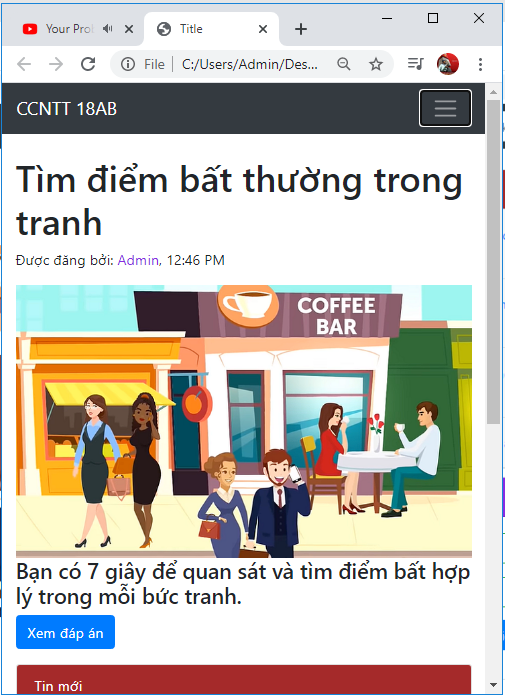 Your Prol
Title
File | C:/Users/Admin/Des...
CCNTT 18AB
Tìm điểm bất thường trong
tranh
Được đăng bởi: Admin, 12:46 PM
COFFEE
BAR
Bạn có 7 giây để quan sát và tìm điểm bất hợp
lý trong mỗi bức tranh.
Xem đáp án
Tin mới